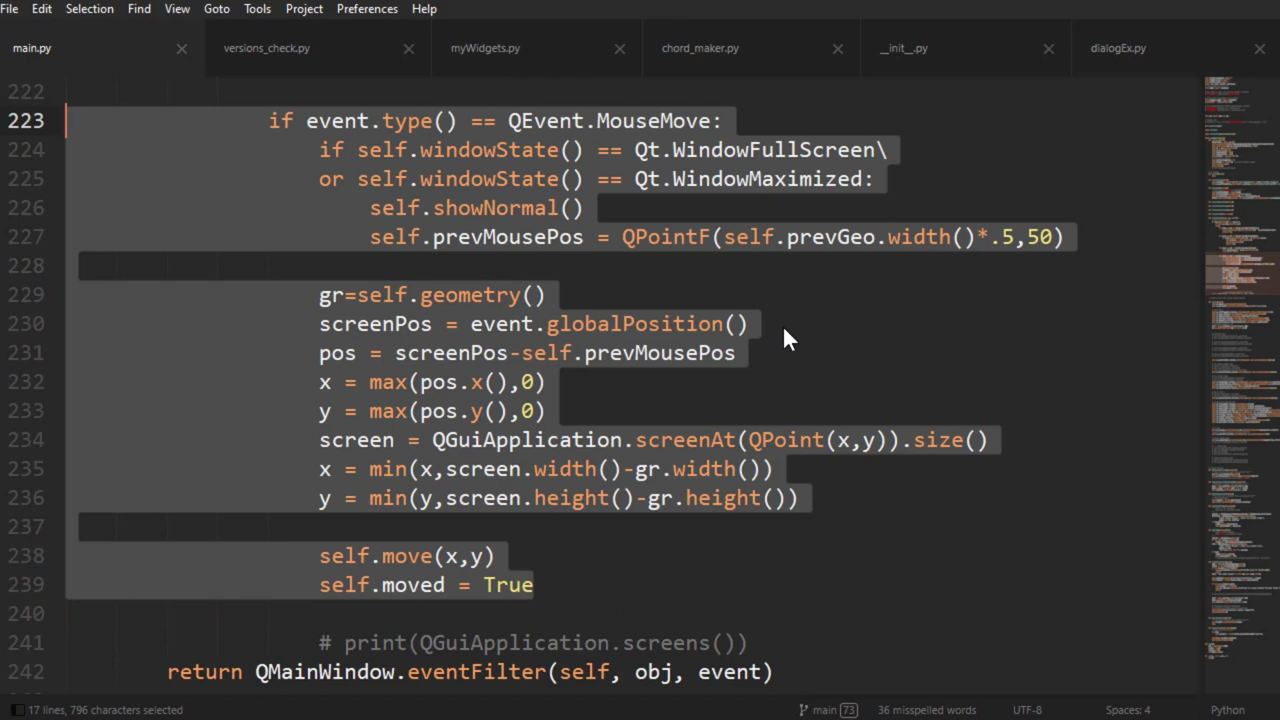 File Edit Selection Find View Goto Tools Project Preferences Help
main.py versions_check.py myWidgets.py chord_maker.py __init__.py dialogEx.py
222
223 if event.type() == QEvent.MouseMove:
224 if self.windowState() == Qt.WindowFullScreen\
225 or self.windowState() == Qt.WindowMaximized:
226 self.showNormal()
227 self.prevMousePos = QPointF(self.prevGeo.width()*.5,50)
228
229 gr=self.geometry()
230 screenPos = event.globalPosition()
231 pos = screenPos-self.prevMousePos
232 x = max(pos.x(),0)
233 y = max(pos.y(),0)
234 screen = QGuiApplication.screenAt(QPoint(x,y)).size()
235 x = min(x,screen.width()-gr.width())
236 y = min(y,screen.height()-gr.height())
237
238 self.move(x,y)
239 self.moved = True
240
241 # print(QGuiApplication.screens())
242 return QMainWindow.eventFilter(self, obj, event)
17 lines, 796 characters selected main 73 36 misspelled words UTF-8 Spaces: 4 Python